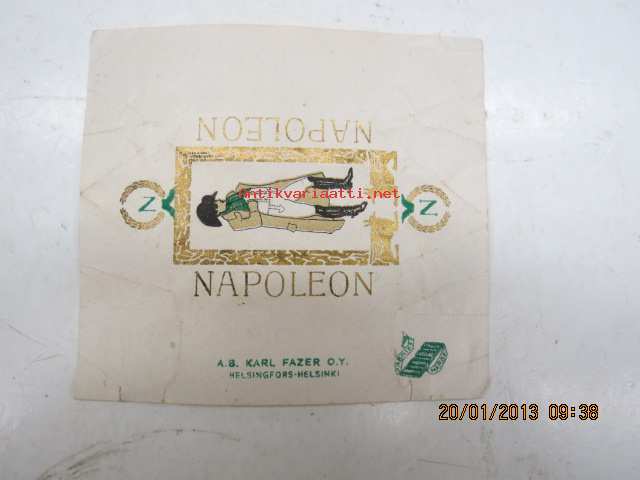 NAPOLEON
antikvariaatti.net
N
N
NAPOLEON
A.B. KARL FAZER O.Y.
HELSINGFORS-HELSINKI
20/01/2013 09:38